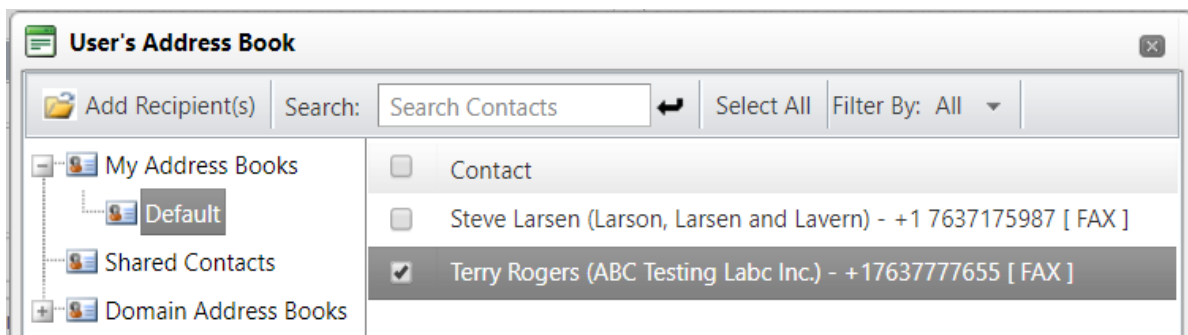 User's Address Book
Add Recipient(s) Search: Search Contacts Select All Filter By: All
My Address Books
Default
Shared Contacts
Domain Address Books
Contact
Steve Larsen (Larson, Larsen and Lavern) - +1 7637175987 [ FAX ]
Terry Rogers (ABC Testing Labc Inc.) - +17637777655 [ FAX ]